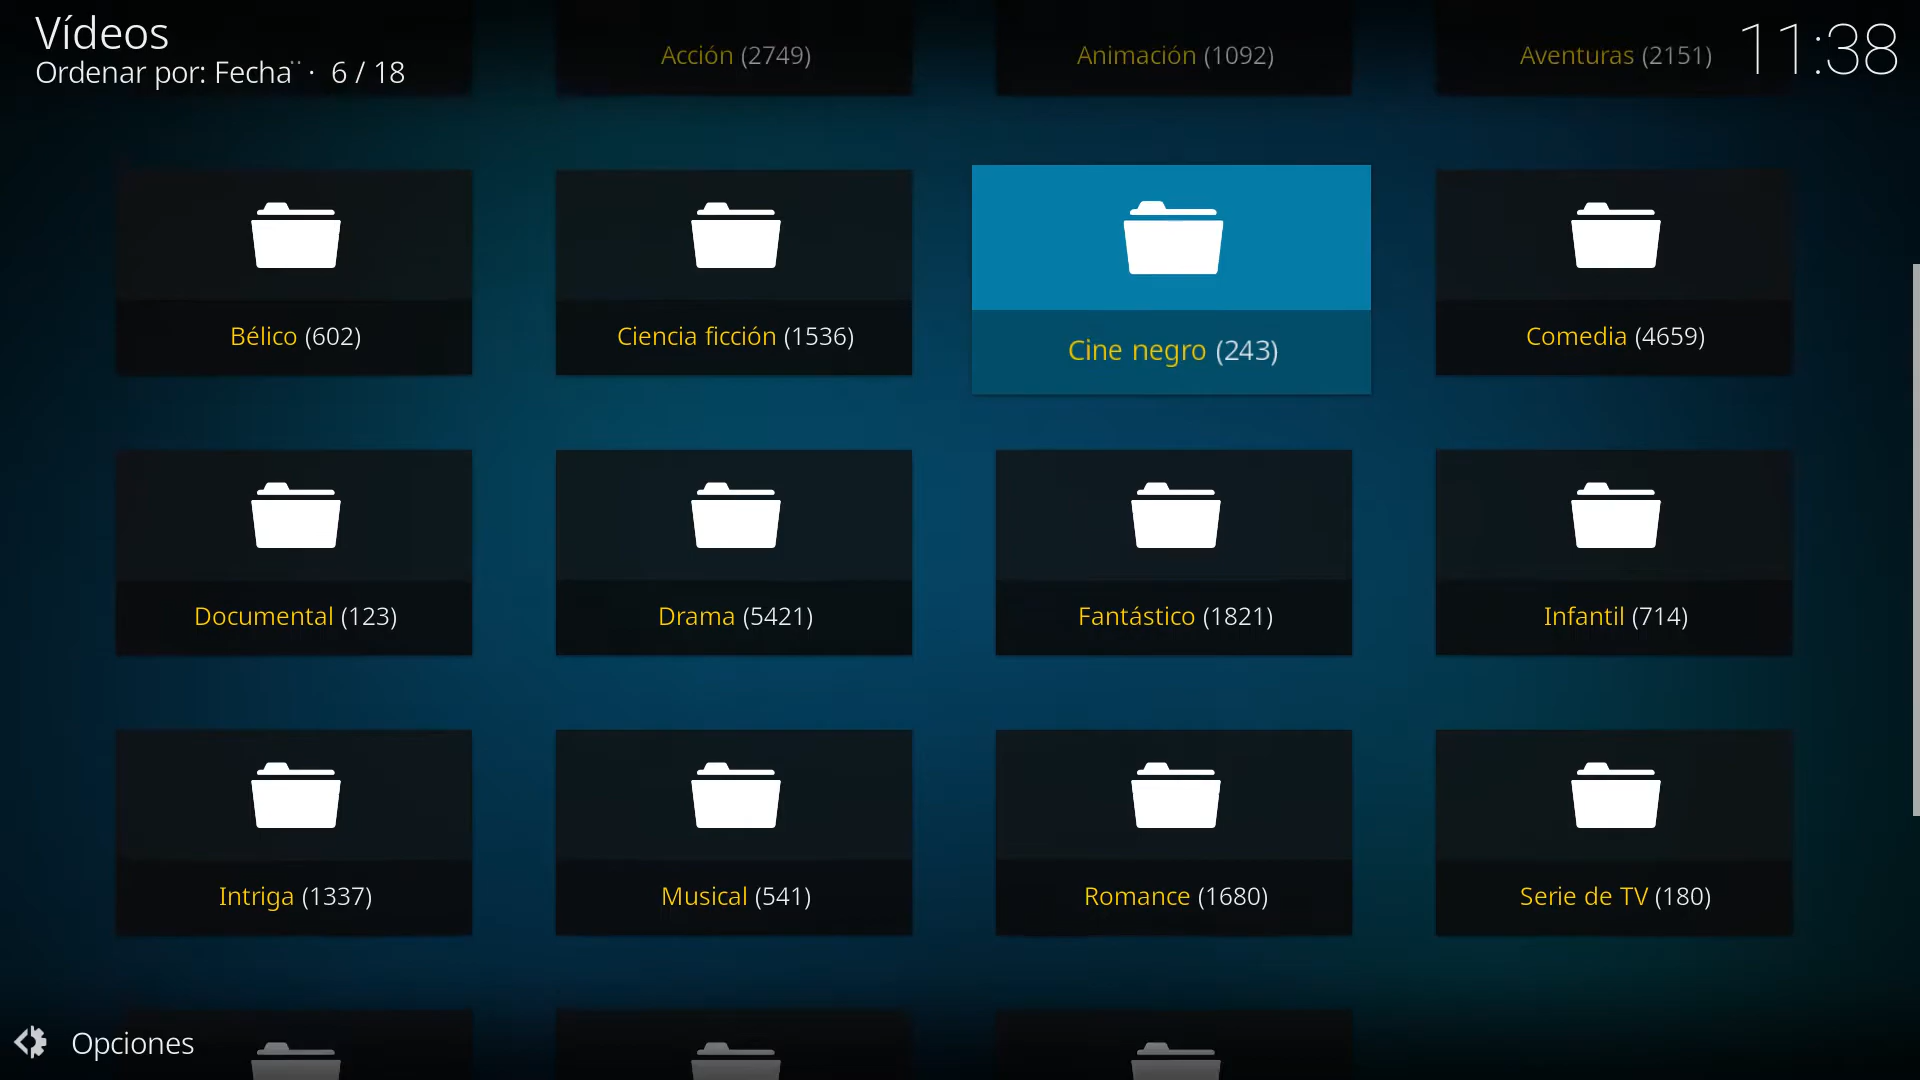 Vídeos
Ordenar por: Fecha · 6 / 18
11:38
Acción (2749)
Animación (1092)
Aventuras (2151)
Bélico (602)
Ciencia ficción (1536)
Cine negro (243)
Comedia (4659)
Documental (123)
Drama (5421)
Fantástico (1821)
Infantil (714)
Intriga (1337)
Musical (541)
Romance (1680)
Serie de TV (180)
Opciones